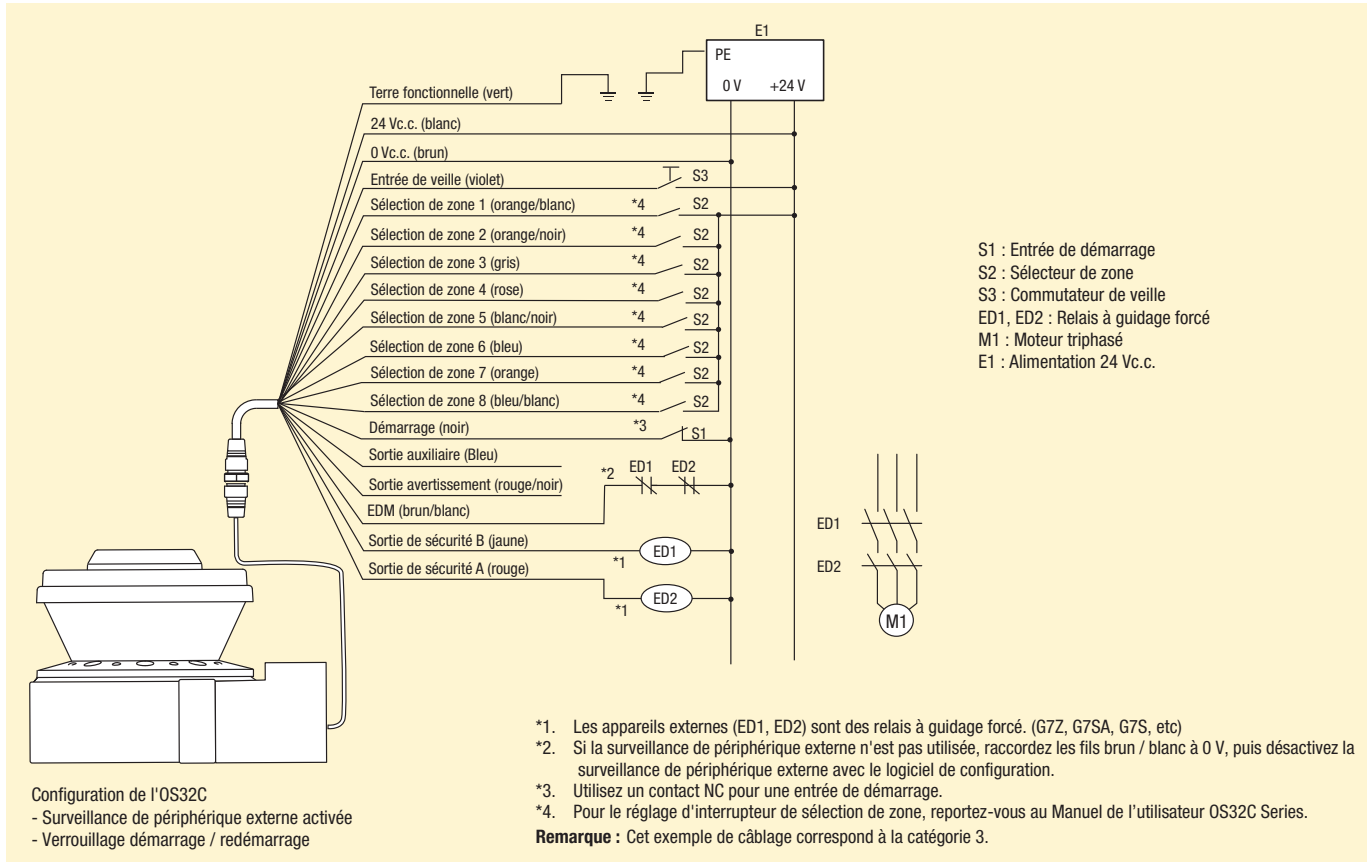 E1
PE
0 V +24 V
Terre fonctionnelle (vert)
24 Vc.c. (blanc)
0 Vc.c. (brun)
Entrée de veille (violet) S3
Sélection de zone 1 (orange/blanc) *4 S2
Sélection de zone 2 (orange/noir) *4 S2
Sélection de zone 3 (gris) *4 S2
Sélection de zone 4 (rose) *4 S2
Sélection de zone 5 (blanc/noir) *4 S2
Sélection de zone 6 (bleu) *4 S2
Sélection de zone 7 (orange) *4 S2
Sélection de zone 8 (bleu/blanc) *4 S2
Démarrage (noir) *3 S1
Sortie auxiliaire (Bleu)
Sortie avertissement (rouge/noir) *2 ED1 ED2
EDM (brun/blanc)
Sortie de sécurité B (jaune) *1 ED1
Sortie de sécurité A (rouge) *1 ED2
S1 : Entrée de démarrage
S2 : Sélecteur de zone
S3 : Commutateur de veille
ED1, ED2 : Relais à guidage forcé
M1 : Moteur triphasé
E1 : Alimentation 24 Vc.c.
ED1
ED2
M1
Configuration de l'OS32C
- Surveillance de périphérique externe activée
- Verrouillage démarrage / redémarrage
*1. Les appareils externes (ED1, ED2) sont des relais à guidage forcé. (G7Z, G7SA, G7S, etc)
*2. Si la surveillance de périphérique externe n'est pas utilisée, raccordez les fils brun / blanc à 0 V, puis désactivez la
surveillance de périphérique externe avec le logiciel de configuration.
*3. Utilisez un contact NC pour une entrée de démarrage.
*4. Pour le réglage d'interrupteur de sélection de zone, reportez-vous au Manuel de l'utilisateur OS32C Series.
Remarque : Cet exemple de câblage correspond à la catégorie 3.